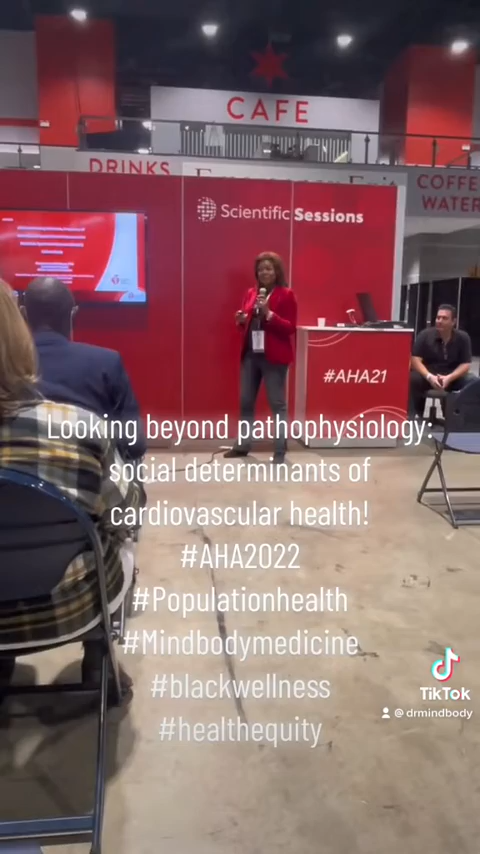 CAFE
DRINKS
COFFE
WATER
Scientific Sessions
#AHA21
Looking beyond pathophysiology:
social determinants of
cardiovascular health!
#AHA2022
#Populationhealth
#Mindbodymedicine
#blackwellness
#healthequity
TikTok
@drmindbody